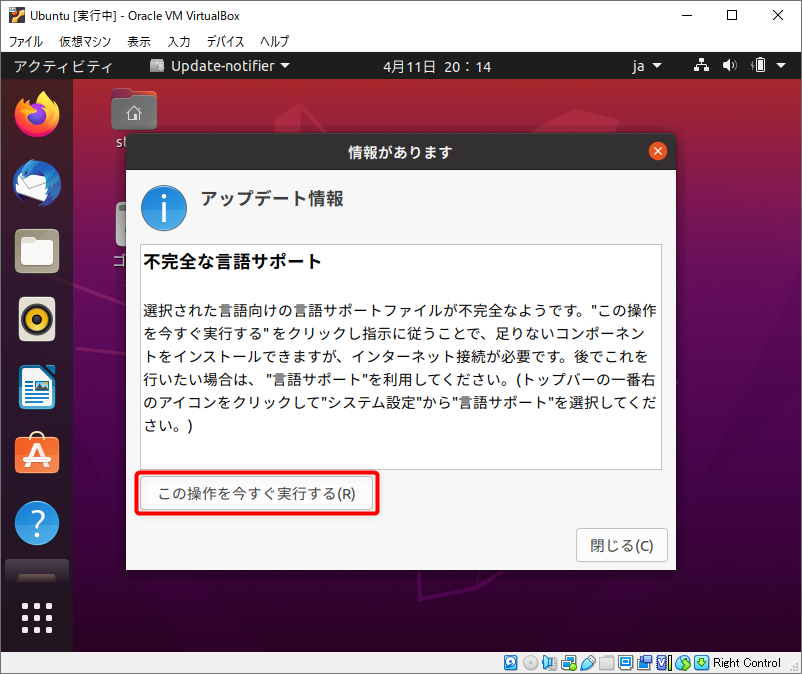 Ubuntu [実行中] - Oracle VM VirtualBox
ファイル 仮想マシン 表示 入力 デバイス ヘルプ
アクティビティ Update-notifier 4月11日 20：14 ja
情報があります
アップデート情報
不完全な言語サポート
選択された言語向けの言語サポートファイルが不完全なようです。"この操作
を今すぐ実行する" をクリックし指示に従うことで、足りないコンポーネン
トをインストールできますが、インターネット接続が必要です。後でこれを
行いたい場合は、 "言語サポート"を利用してください。(トップバーの一番右
のアイコンをクリックして"システム設定"から"言語サポート"を選択してくだ
さい。)
この操作を今すぐ実行する(R)
閉じる(C)
Right Control